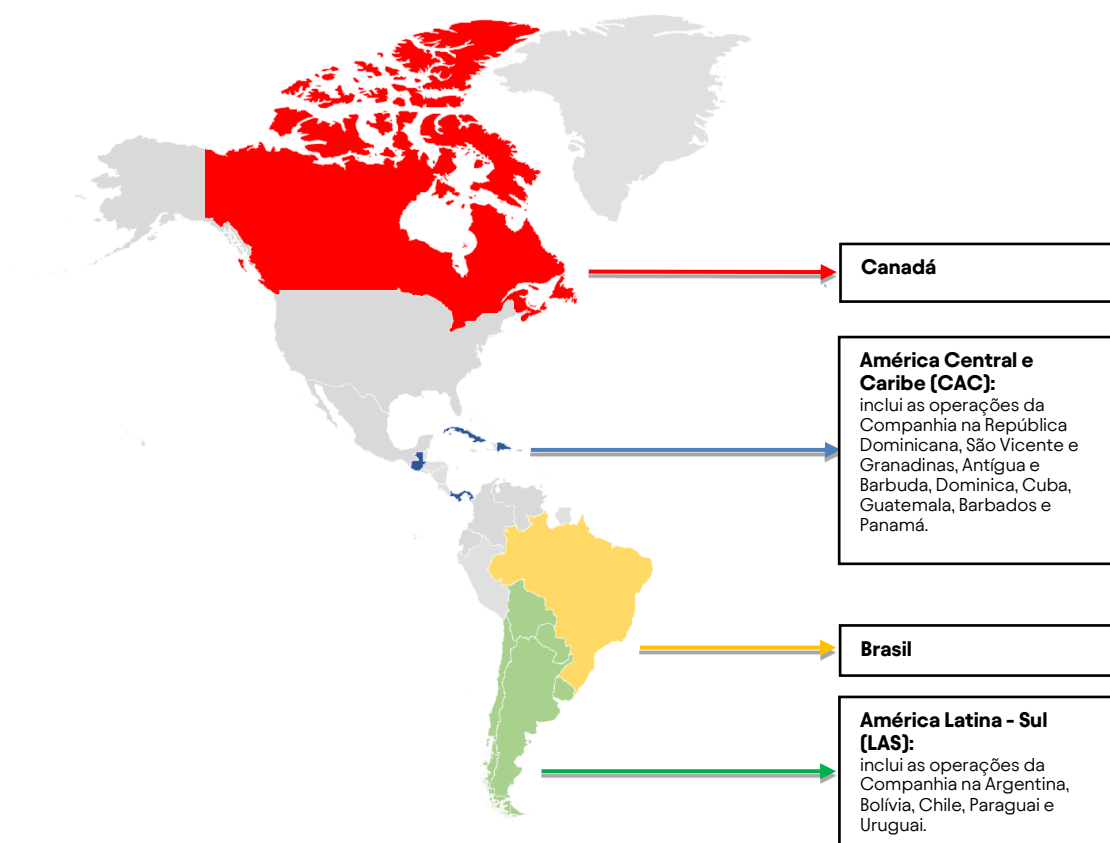 Canadá
América Central e
Caribe (CAC):
inclui as operações da
Companhia na República
Dominicana, São Vicente e
Granadinas, Antígua e
Barbuda, Dominica, Cuba,
Guatemala, Barbados e
Panamá.
Brasil
América Latina - Sul
(LAS):
inclui as operações da
Companhia na Argentina,
Bolívia, Chile, Paraguai e
Uruguai.